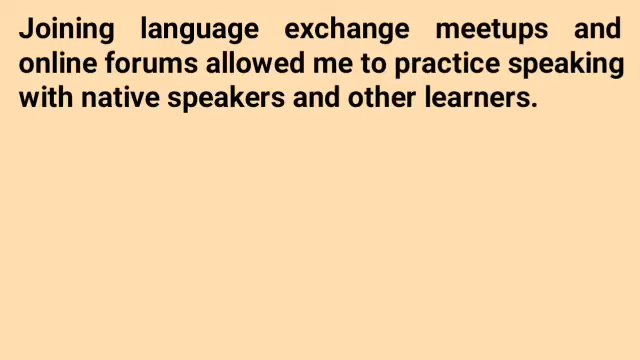 Joining language exchange meetups and
online forums allowed me to practice speaking
with native speakers and other learners.